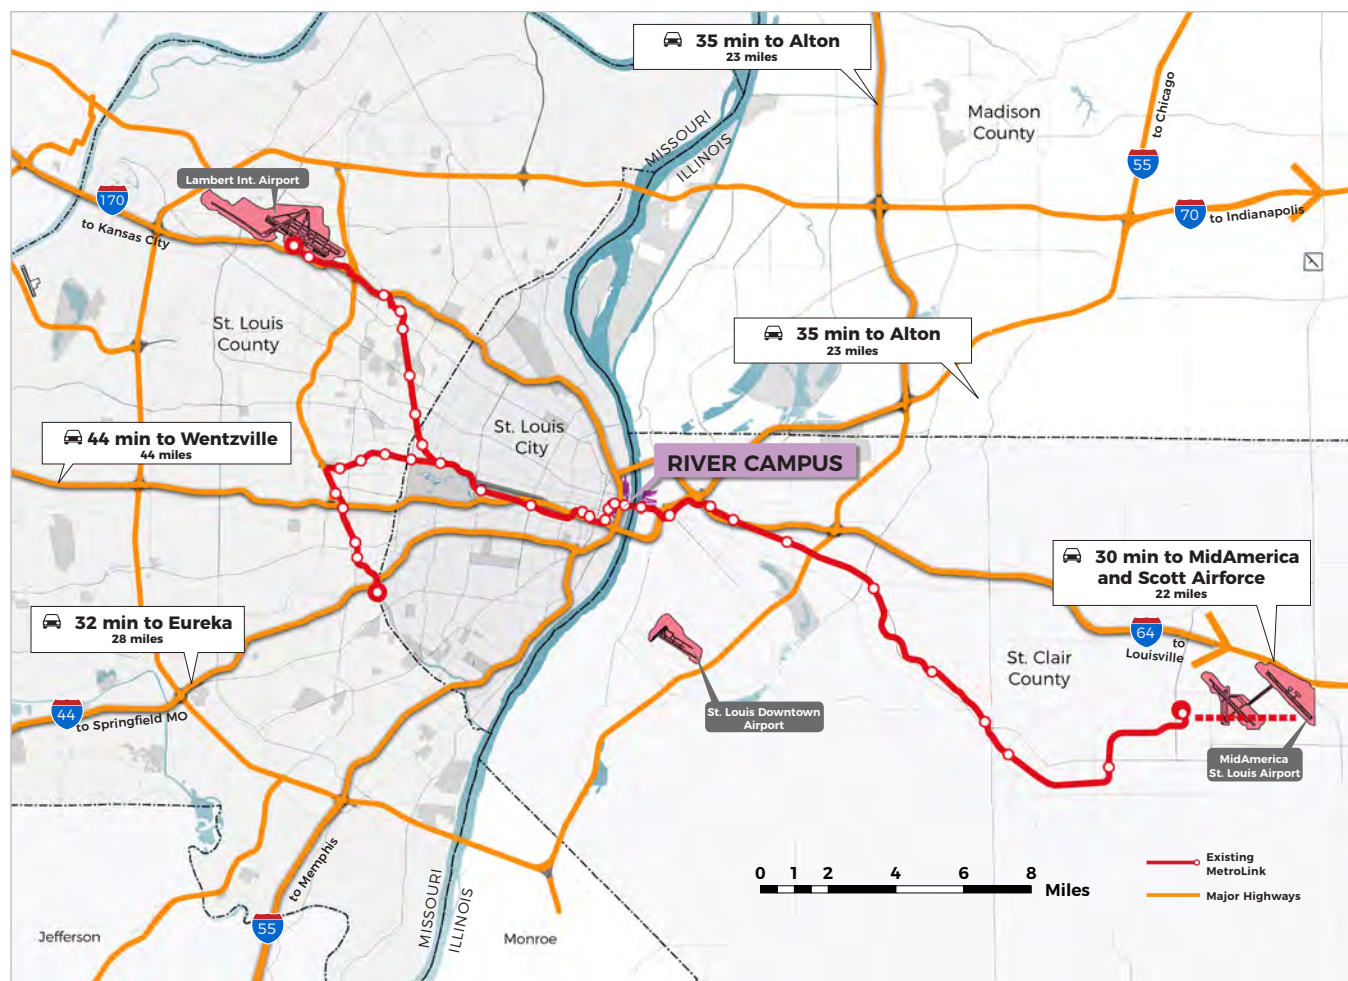 35 min to Alton
23 miles
Madison
County
to Chicago
55
MISSOURI
ILLINOIS
Lambert Int. Airport
170
to Kansas City
70
to Indianapolis
St. Louis
County
35 min to Alton
23 miles
44 min to Wentzville
44 miles
St. Louis
City
RIVER CAMPUS
30 min to MidAmerica
and Scott Airforce
22 miles
32 min to Eureka
28 miles
64
to
Louisville
St. Clair
County
44
to Springfield MO
St. Louis Downtown
Airport
MidAmerica
St. Louis Airport
to Memphis
55
MISSOURI
ILLINOIS
0 1 2 4 6 8
Miles
Existing
MetroLink
Major Highways
Jefferson
Monroe